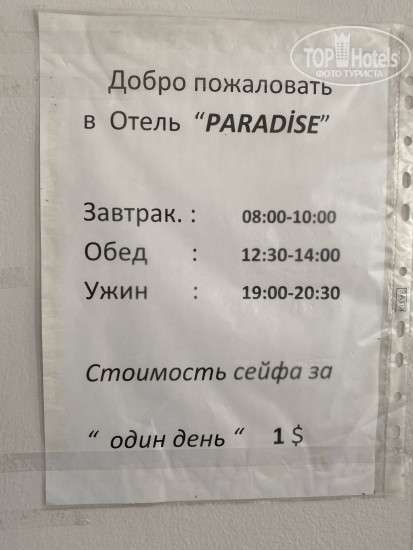 TOP Hotels
ФОТО ТУРИСТА
Добро пожаловать
в Отель "PARADİSE"
Завтрак. : 08:00-10:00
Обед : 12:30-14:00
Ужин : 19:00-20:30
Стоимость сейфа за
" один день " 1 $